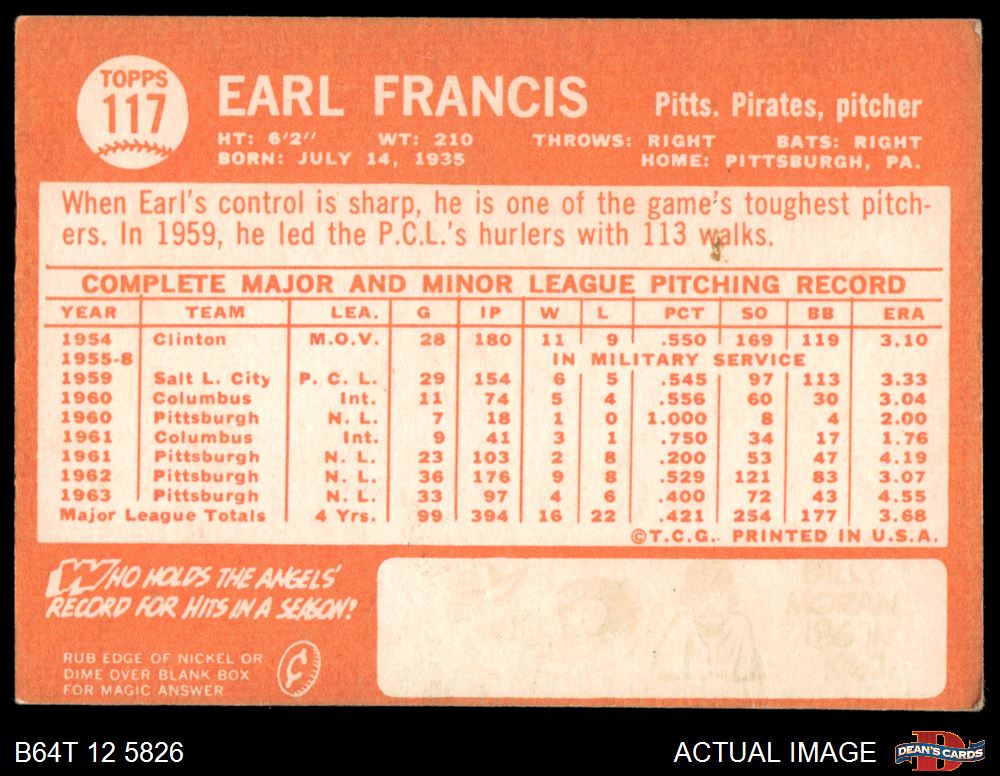 TOPPS
117
EARL FRANCIS
Pitts. Pirates, pitcher
HT: 6'2" WT: 210 THROWS: RIGHT BATS: RIGHT
BORN: JULY 14, 1935 HOME: PITTSBURGH, PA.
When Earl's control is sharp, he is one of the game's toughest pitch-
ers. In 1959, he led the P.C.L.'s hurlers with 113 walks.
COMPLETE MAJOR AND MINOR LEAGUE PITCHING RECORD
YEAR TEAM LEA. G IP W L PCT SO BB ERA
1954 Clinton M.O.V. 28 180 11 9 .550 169 119 3.10
1955-8 IN MILITARY SERVICE
1959 Salt L. City P. C. L. 29 154 6 5 .545 97 113 3.33
1960 Columbus Int. 11 74 5 4 .556 60 30 3.04
1960 Pittsburgh N. L. 7 18 1 0 1.000 8 4 2.00
1961 Columbus Int. 9 41 3 1 .750 34 17 1.76
1961 Pittsburgh N. L. 23 103 2 8 .200 53 47 4.19
1962 Pittsburgh N. L. 36 176 9 8 .529 121 83 3.07
1963 Pittsburgh N. L. 33 97 4 6 .400 72 43 4.55
Major League Totals 4 Yrs. 99 394 16 22 .421 254 177 3.68
©T.C.G. PRINTED IN U.S.A.
WHO HOLDS THE ANGELS'
RECORD FOR HITS IN A SEASON?
RUB EDGE OF NICKEL OR
DIME OVER BLANK BOX
FOR MAGIC ANSWER
B64T 12 5826 ACTUAL IMAGE DEAN'S CARDS